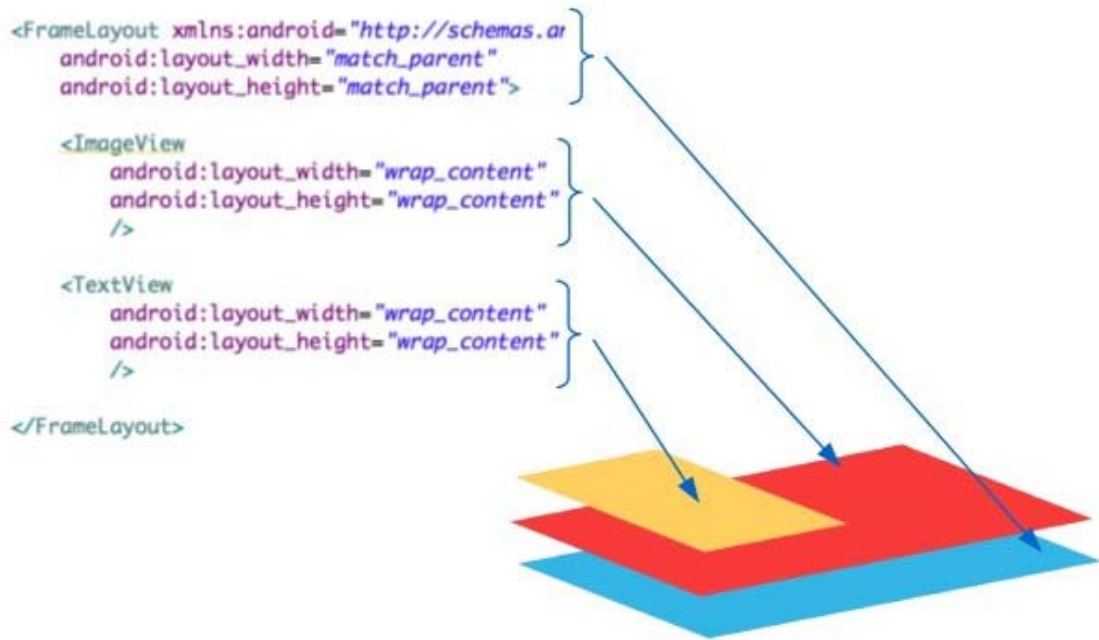 <FrameLayout xmlns:android="http://schemas.ar
android:layout_width="match_parent"
android:layout_height="match_parent">
<ImageView
android:layout_width="wrap_content"
android:layout_height="wrap_content"
/>
<TextView
android:layout_width="wrap_content"
android:layout_height="wrap_content"
/>
</FrameLayout>